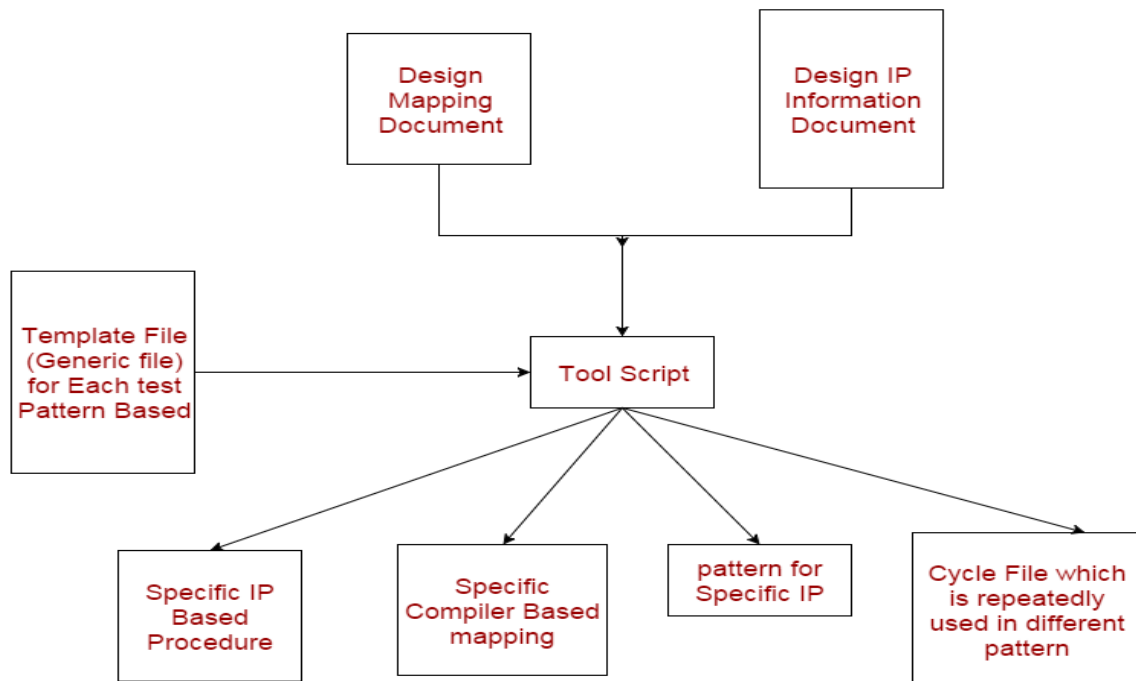 Design
Mapping
Document
Design IP
Information
Document
Template File
(Generic file)
for Each test
Pattern Based
Tool Script
Specific IP
Based
Procedure
Specific
Compiler Based
mapping
pattern for
Specific IP
Cycle File which
is repeatedly
used in different
pattern